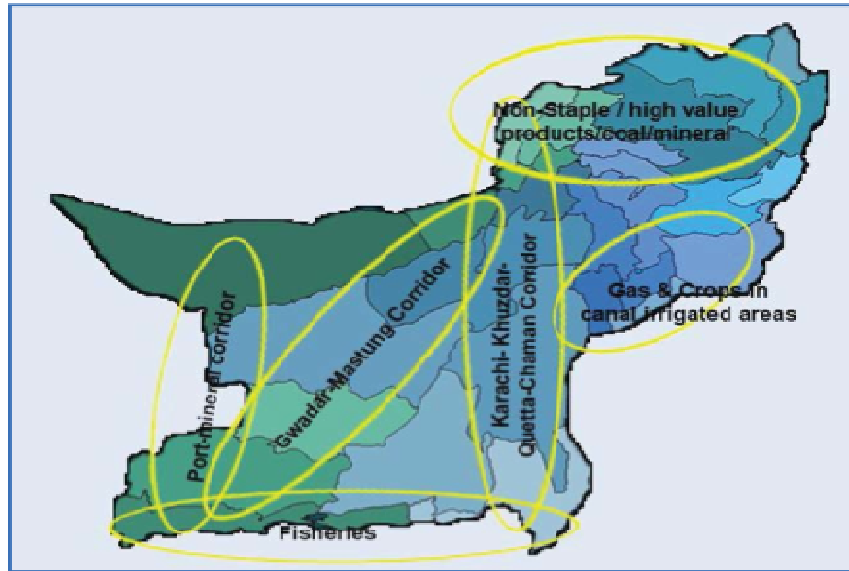 Non-Staple / high value
products/coal/mineral
Gas & Crops in
canal irrigated areas
Karachi- Khuzdar-
Quetta-Chaman Corridor
Gwadar-Mastung Corridor
Port-mineral corridor
Fisheries